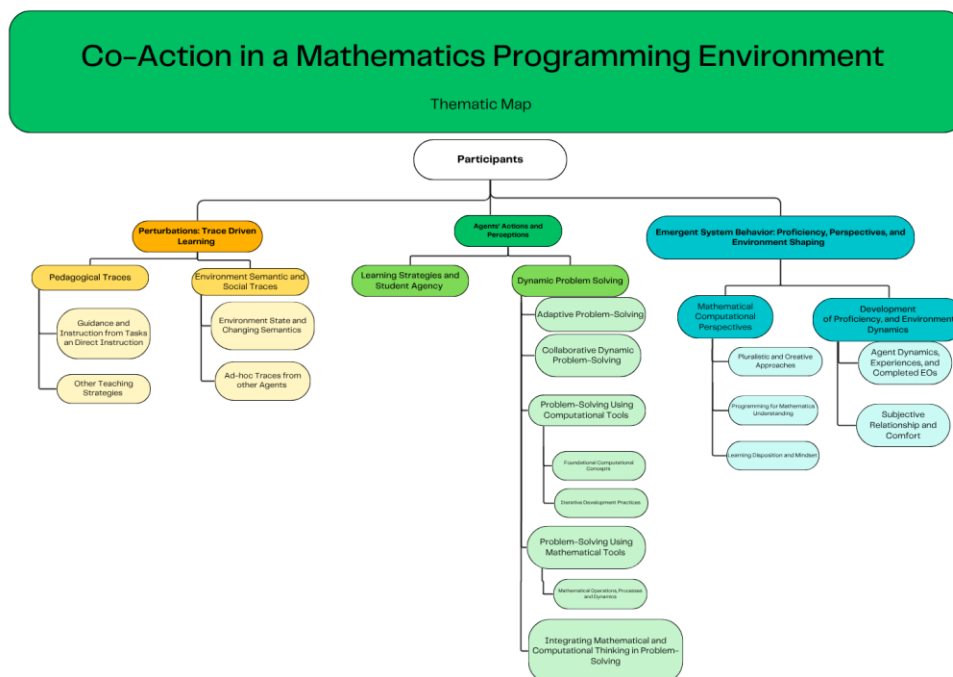 Co-Action in a Mathematics Programming Environment
Thematic Map
Participants
Perturbations: Trace Driven
Learning
Agents' Actions and
Perceptions
Emergent System Behavior: Proficiency, Perspectives, and
Environment Shaping
Pedagogical Traces
Environment Semantic and
Social Traces
Learning Strategies and
Student Agency
Dynamic Problem Solving
Mathematical
Computational
Perspectives
Development
of Proficiency, and Environment
Dynamics
Guidance and
Instruction from Tasks
an Direct Instruction
Other Teaching
Strategies
Environment State and
Changing Semantics
Ad-hoc Traces from
other Agents
Adaptive Problem-Solving
Collaborative Dynamic
Problem-Solving
Problem-Solving Using
Computational Tools
Foundational Computational
Concepts
Iterative Development Practices
Problem-Solving Using
Mathematical Tools
Mathematical Operations, Processes
and Dynamics
Integrating Mathematical and
Computational Thinking in Problem-
Solving
Pluralistic and Creative
Approaches
Programming for Mathematics
Understanding
Learning Disposition and Mindset
Agent Dynamics,
Experiences, and
Completed EOs
Subjective
Relationship and
Comfort